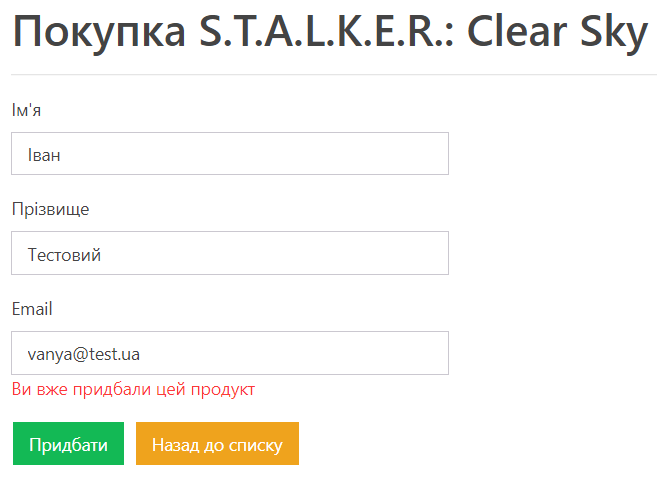 Покупка S.T.A.L.K.E.R.: Clear Sky
Ім'я
Іван
Прізвище
Тестовий
Email
vanya@test.ua
Ви вже придбали цей продукт
Придбати
Назад до списку